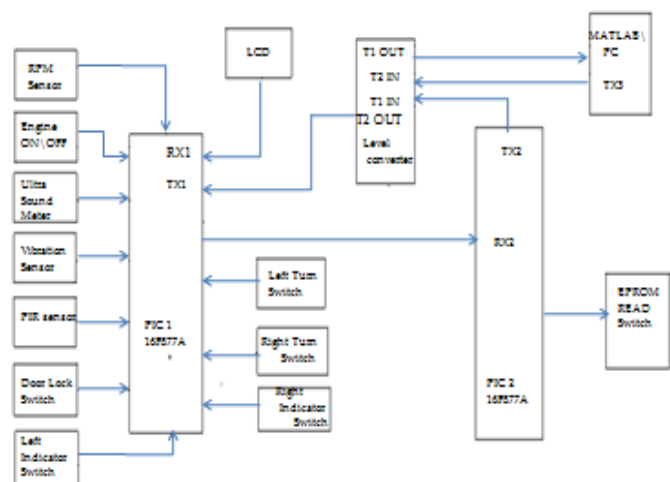 RPM
Sensor
Engine
ON\OFF
Ultra
Sound
Meter
Vibration
Sensor
PIR sensor
Door Lock
Switch
Left
Indicator
Switch
LCD
RX1
TX1
PIC 1
16F877A
Left Turn
Switch
Right Turn
Switch
Right
Indicator
Switch
T1 OUT
T2 IN
T1 IN
T2 OUT
Level
converter
MATLAB\
PC
TX3
TX2
RX2
PIC 2
16F877A
EPROM
READ
Switch